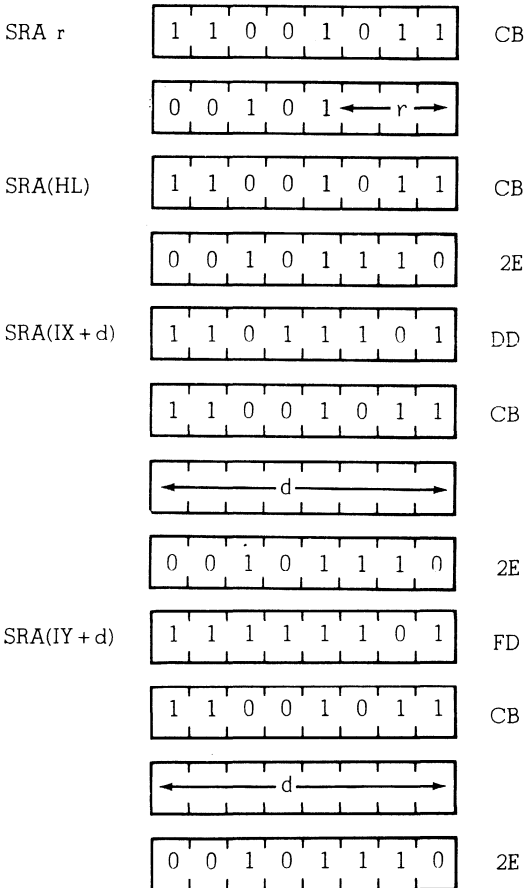 SRA r 1 1 0 0 1 0 1 1 CB
0 0 1 0 1 r
SRA(HL) 1 1 0 0 1 0 1 1 CB
0 0 1 0 1 1 1 0 2E
SRA(IX + d) 1 1 0 1 1 1 0 1 DD
1 1 0 0 1 0 1 1 CB
d
0 0 1 0 1 1 1 0 2E
SRA(IY + d) 1 1 1 1 1 1 0 1 FD
1 1 0 0 1 0 1 1 CB
d
0 0 1 0 1 1 1 0 2E